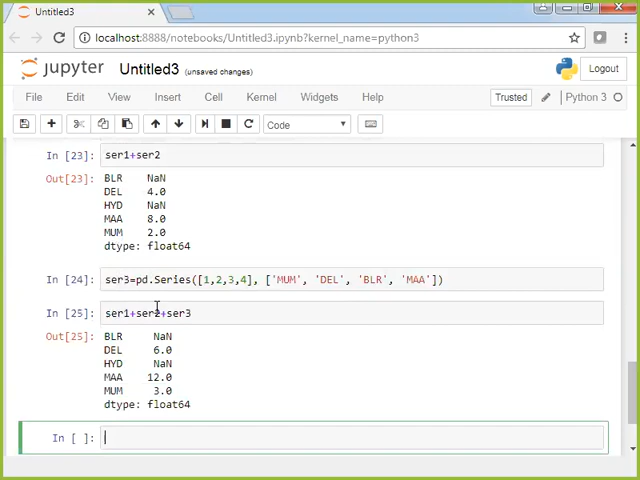 Untitled3
localhost:8888/notebooks/Untitled3.ipynb?kernel_name=python3
jupyter Untitled3 (unsaved changes) Logout
File Edit View Insert Cell Kernel Widgets Help Trusted Python 3
Code
In [23]: ser1+ser2
Out[23]: BLR NaN
DEL 4.0
HYD NaN
MAA 8.0
MUM 2.0
dtype: float64
In [24]: ser3=pd.Series([1,2,3,4], ['MUM', 'DEL', 'BLR', 'MAA'])
In [25]: ser1+ser2+ser3
Out[25]: BLR NaN
DEL 6.0
HYD NaN
MAA 12.0
MUM 3.0
dtype: float64
In [ ]: